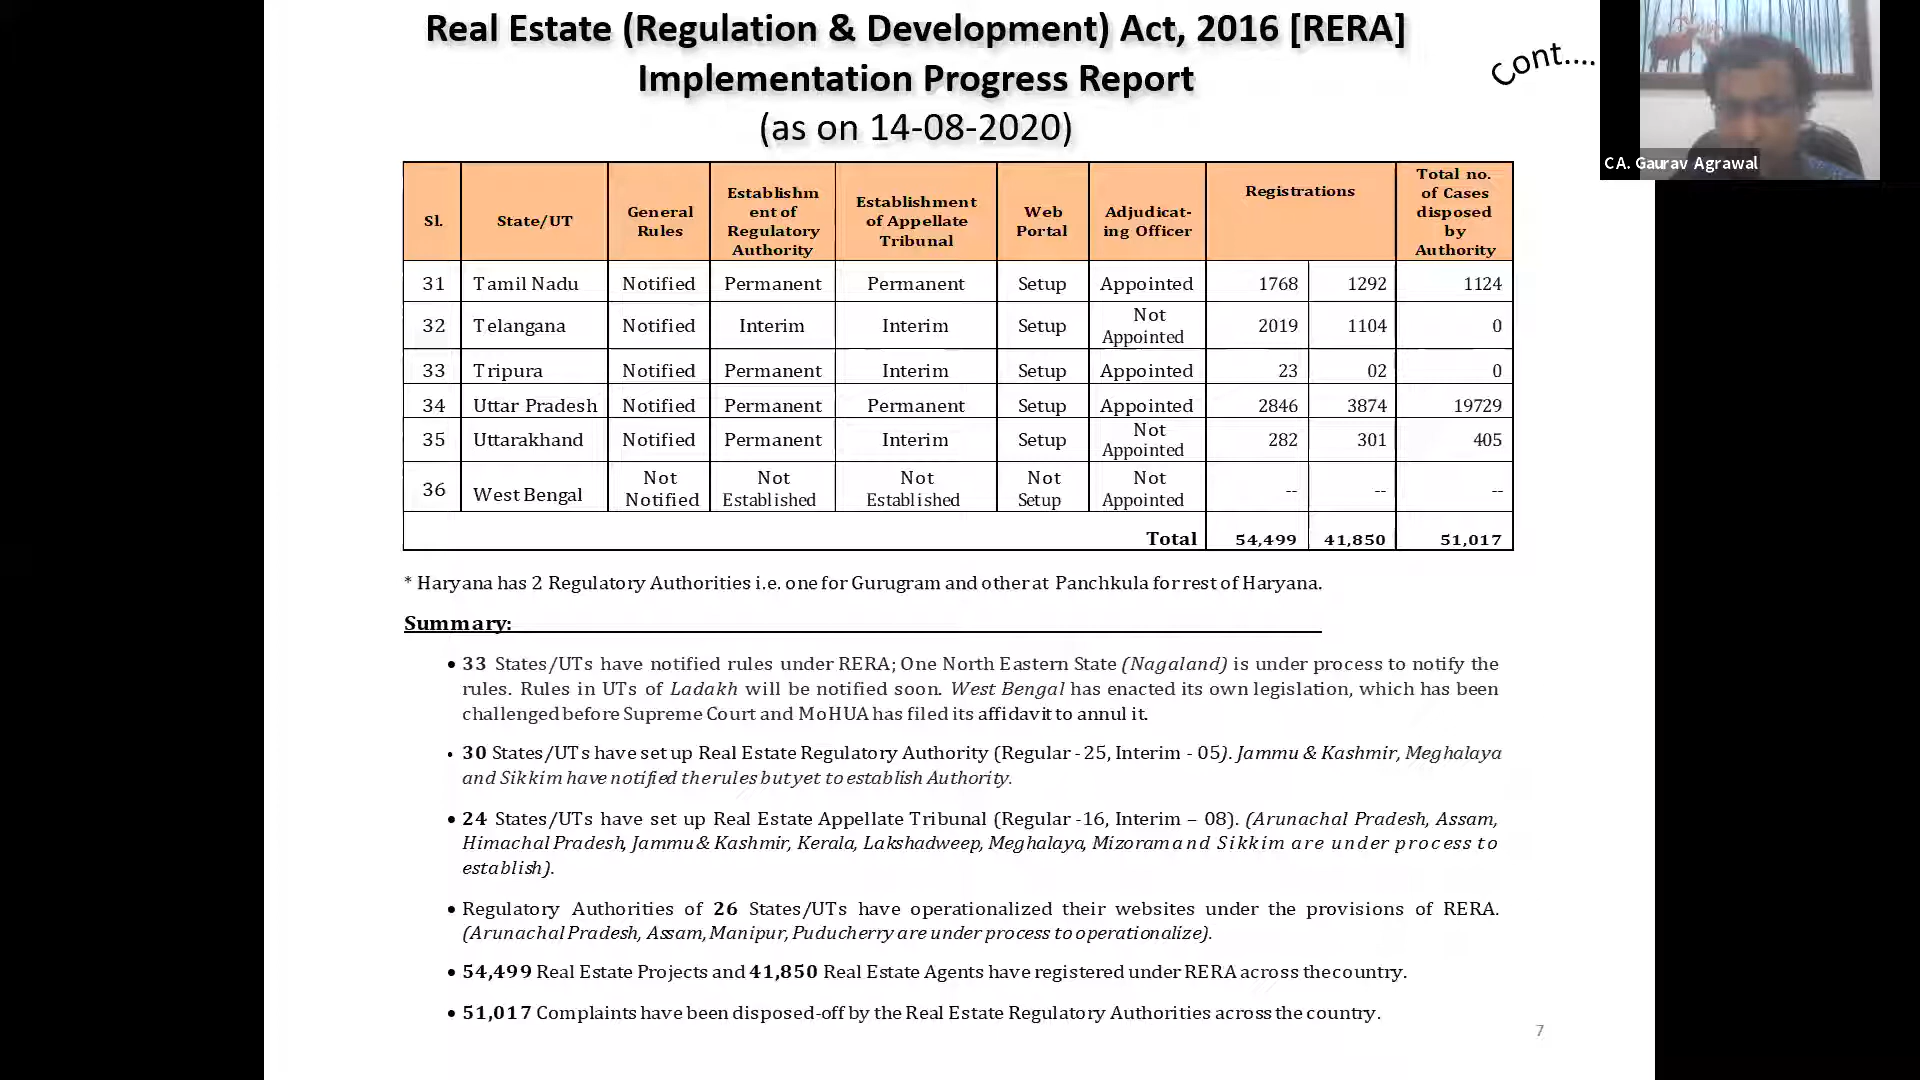 Real Estate (Regulation & Development) Act, 2016 [RERA]
Implementation Progress Report
(as on 14-08-2020)
Cont....
CA. Gaurav Agrawal
Sl. State/UT General Rules Establishment of Regulatory Authority Establishment of Appellate Tribunal Web Portal Adjudicat-ing Officer Registrations Total no. of Cases disposed by Authority
31 Tamil Nadu Notified Permanent Permanent Setup Appointed 1768 1292 1124
32 Telangana Notified Interim Interim Setup Not Appointed 2019 1104 0
33 Tripura Notified Permanent Interim Setup Appointed 23 02 0
34 Uttar Pradesh Notified Permanent Permanent Setup Appointed 2846 3874 19729
35 Uttarakhand Notified Permanent Interim Setup Not Appointed 282 301 405
36 West Bengal Not Notified Not Established Not Established Not Setup Not Appointed -- -- --
Total 54,499 41,850 51,017
* Haryana has 2 Regulatory Authorities i.e. one for Gurugram and other at Panchkula for rest of Haryana.
Summary:
• 33 States/UTs have notified rules under RERA; One North Eastern State (Nagaland) is under process to notify the
rules. Rules in UTs of Ladakh will be notified soon. West Bengal has enacted its own legislation, which has been
challenged before Supreme Court and MoHUA has filed its affidavit to annul it.
• 30 States/UTs have set up Real Estate Regulatory Authority (Regular - 25, Interim - 05). Jammu & Kashmir, Meghalaya
and Sikkim have notified the rules but yet to establish Authority.
• 24 States/UTs have set up Real Estate Appellate Tribunal (Regular -16, Interim – 08). (Arunachal Pradesh, Assam,
Himachal Pradesh, Jammu & Kashmir, Kerala, Lakshadweep, Meghalaya, Mizoram and Sikkim are under process to
establish).
• Regulatory Authorities of 26 States/UTs have operationalized their websites under the provisions of RERA.
(Arunachal Pradesh, Assam, Manipur, Puducherry are under process to operationalize).
• 54,499 Real Estate Projects and 41,850 Real Estate Agents have registered under RERA across the country.
• 51,017 Complaints have been disposed-off by the Real Estate Regulatory Authorities across the country.
7